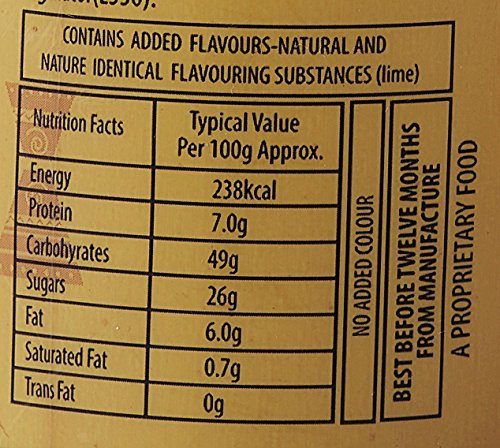 CONTAINS ADDED FLAVOURS-NATURAL AND
NATURE IDENTICAL FLAVOURING SUBSTANCES (lime)
Nutrition Facts Typical Value
Per 100g Approx.
Energy 238kcal
Protein 7.0g
Carbohyrates 49g
Sugars 26g
Fat 6.0g
Saturated Fat 0.7g
Trans Fat 0g
NO ADDED COLOUR
BEST BEFORE TWELVE MONTHS
FROM MANUFACTURE
A PROPRIETARY FOOD